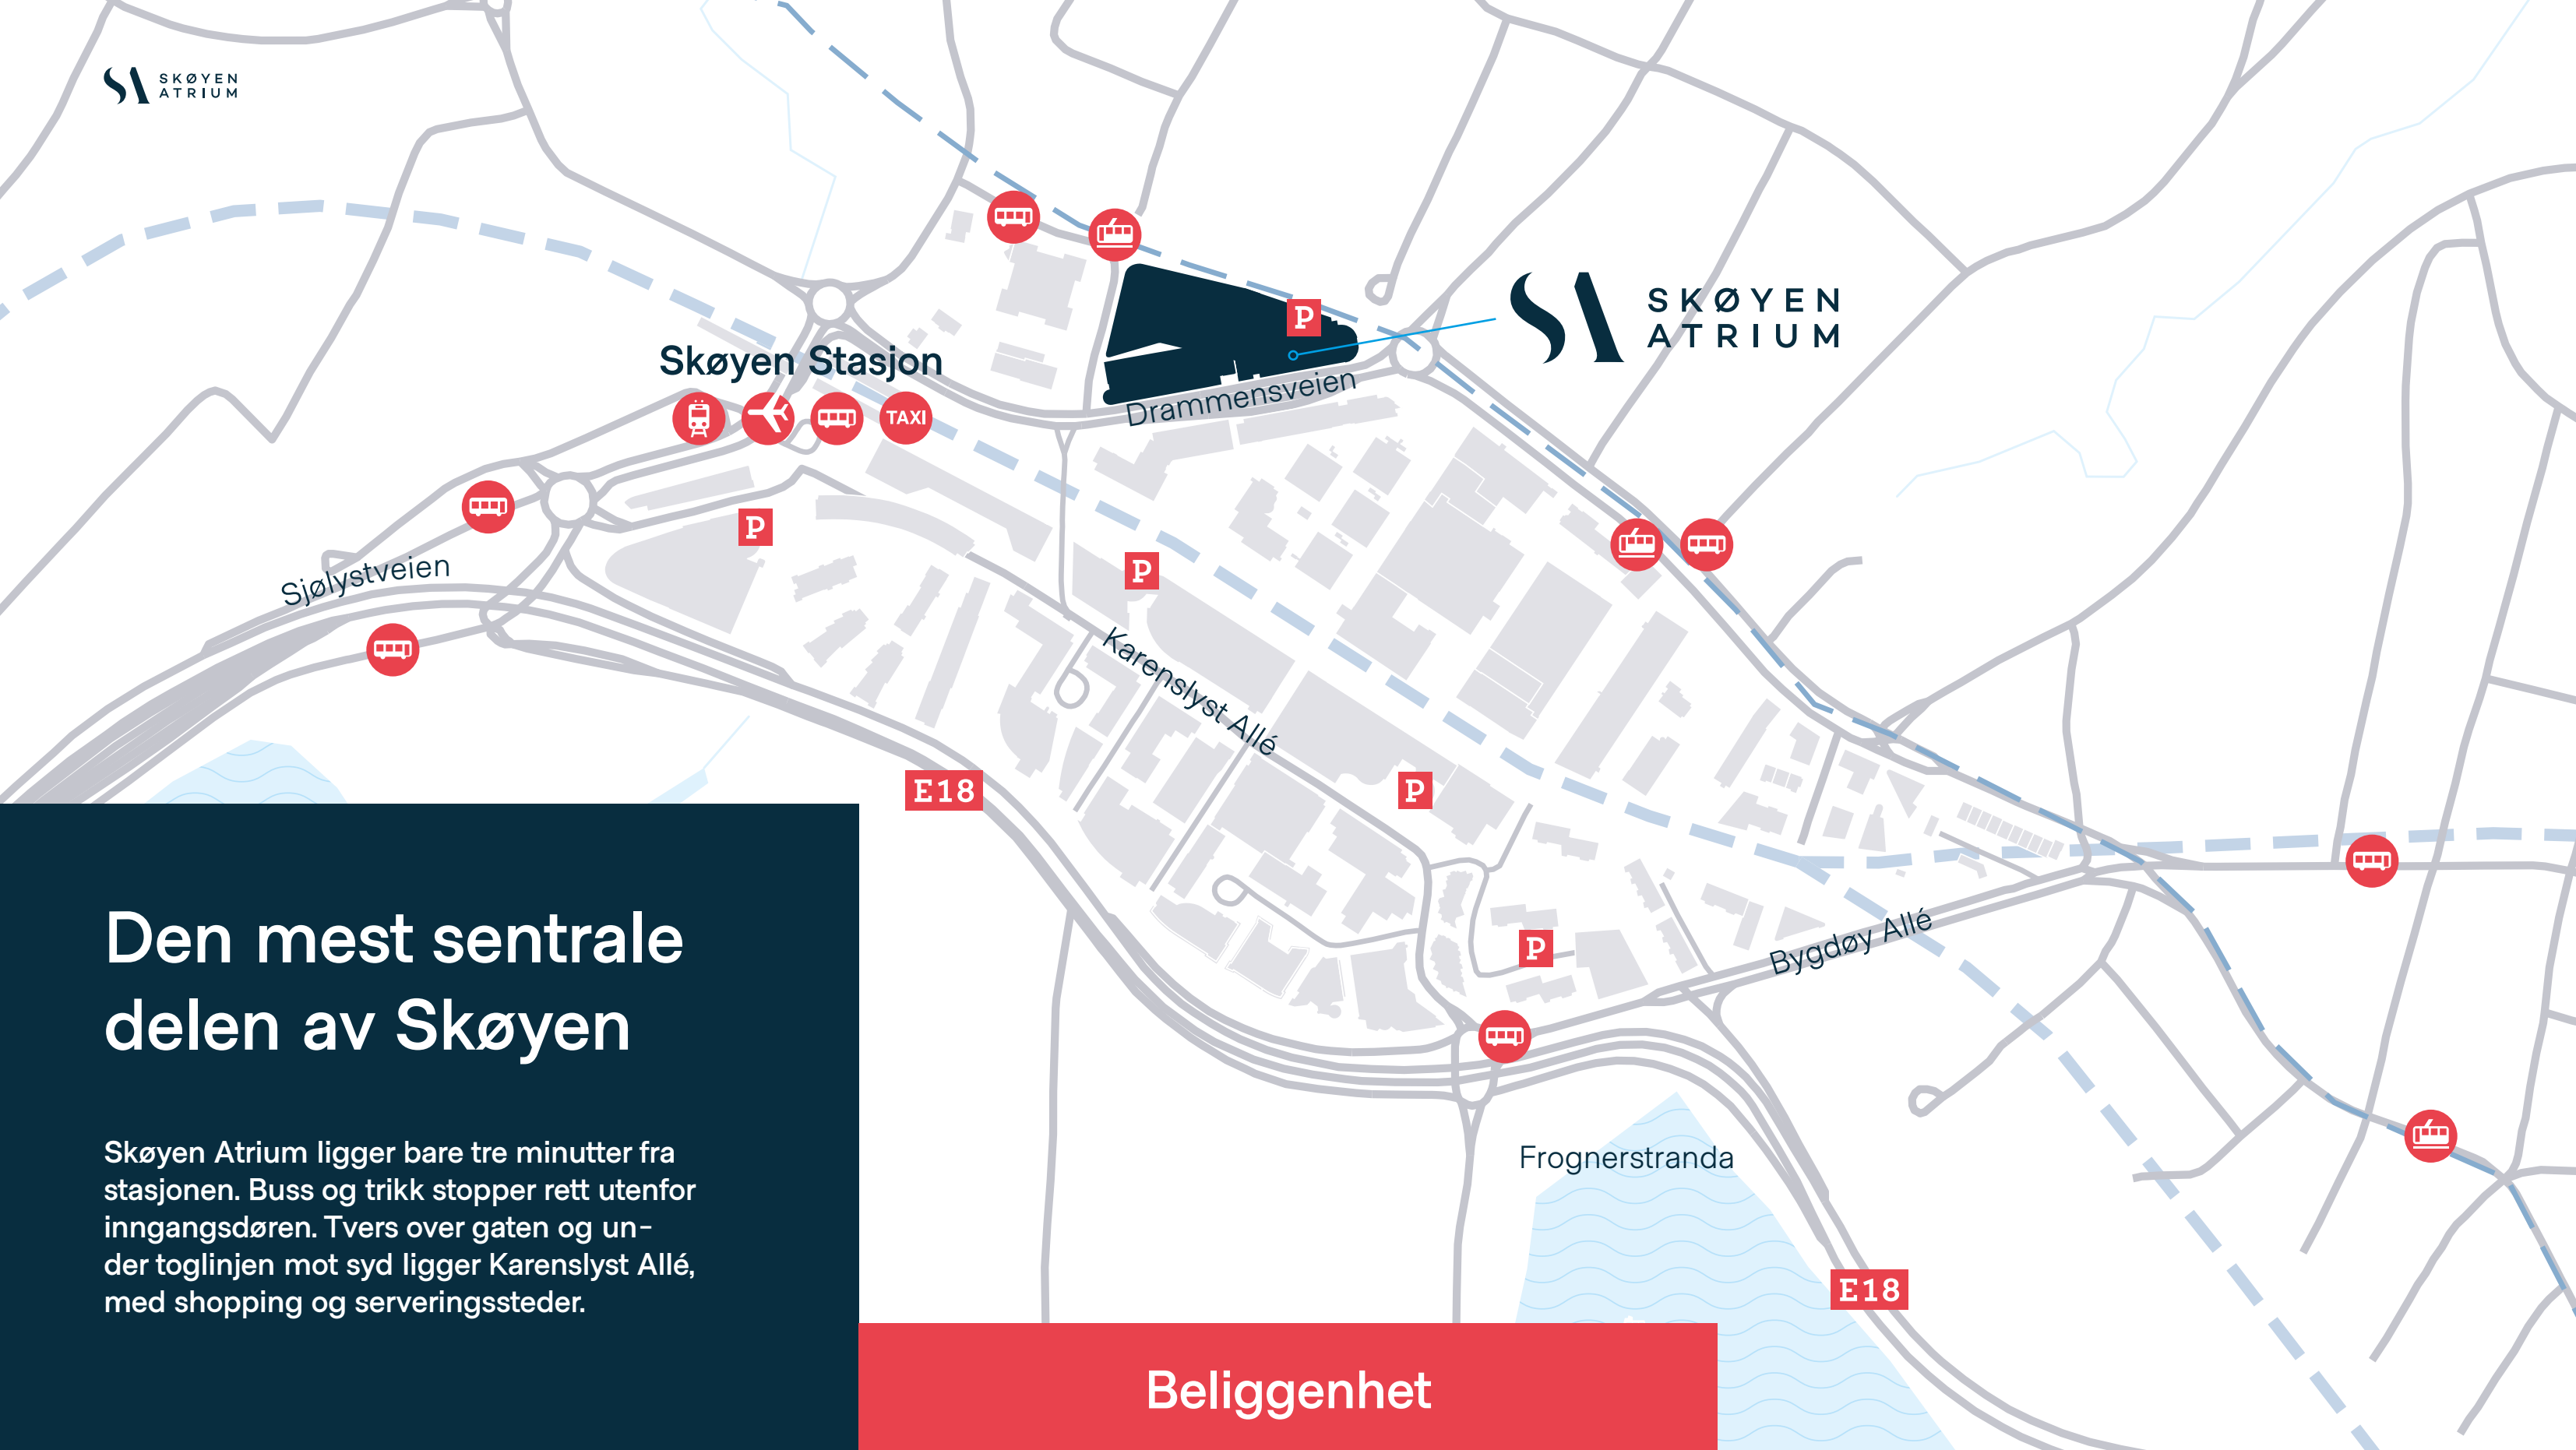 SKØYEN
ATRIUM
SKØYEN
ATRIUM
P
Skøyen Stasjon
TAXI
Drammensveien
P
Sjølystveien
P
Karenslyst Allé
E18
P
Bygdøy Allé
P
Den mest sentrale
delen av Skøyen
Skøyen Atrium ligger bare tre minutter fra
stasjonen. Buss og trikk stopper rett utenfor
inngangsdøren. Tvers over gaten og un-
der toglinjen mot syd ligger Karenslyst Allé,
med shopping og serveringssteder.
Frognerstranda
E18
Beliggenhet